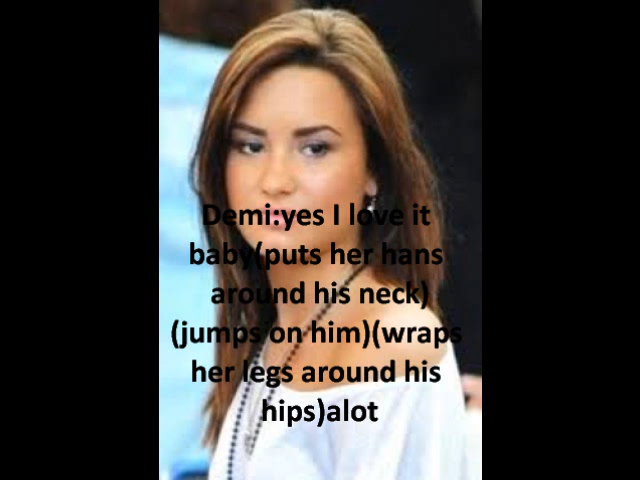 Demi:yes I love it
baby(puts her hans
around his neck)
(jumps on him)(wraps
her legs around his
hips)alot